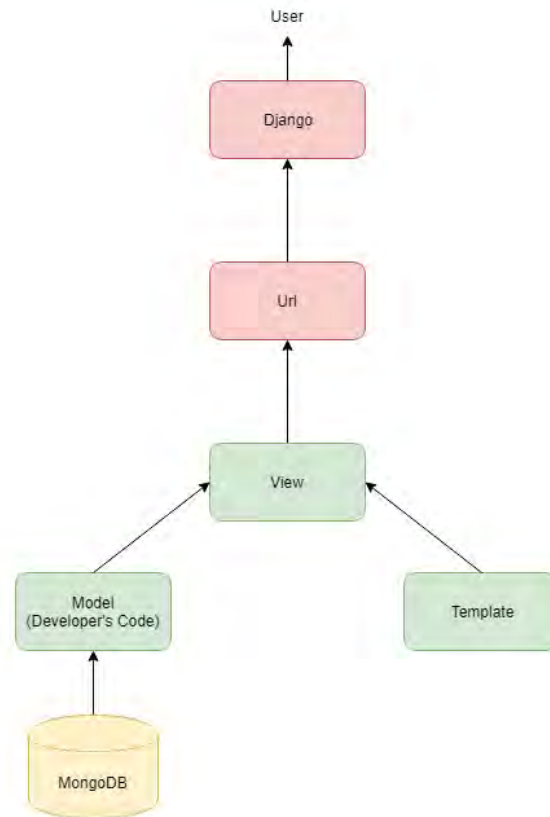 User
Django
Url
View
Model
(Developer's Code)
Template
MongoDB